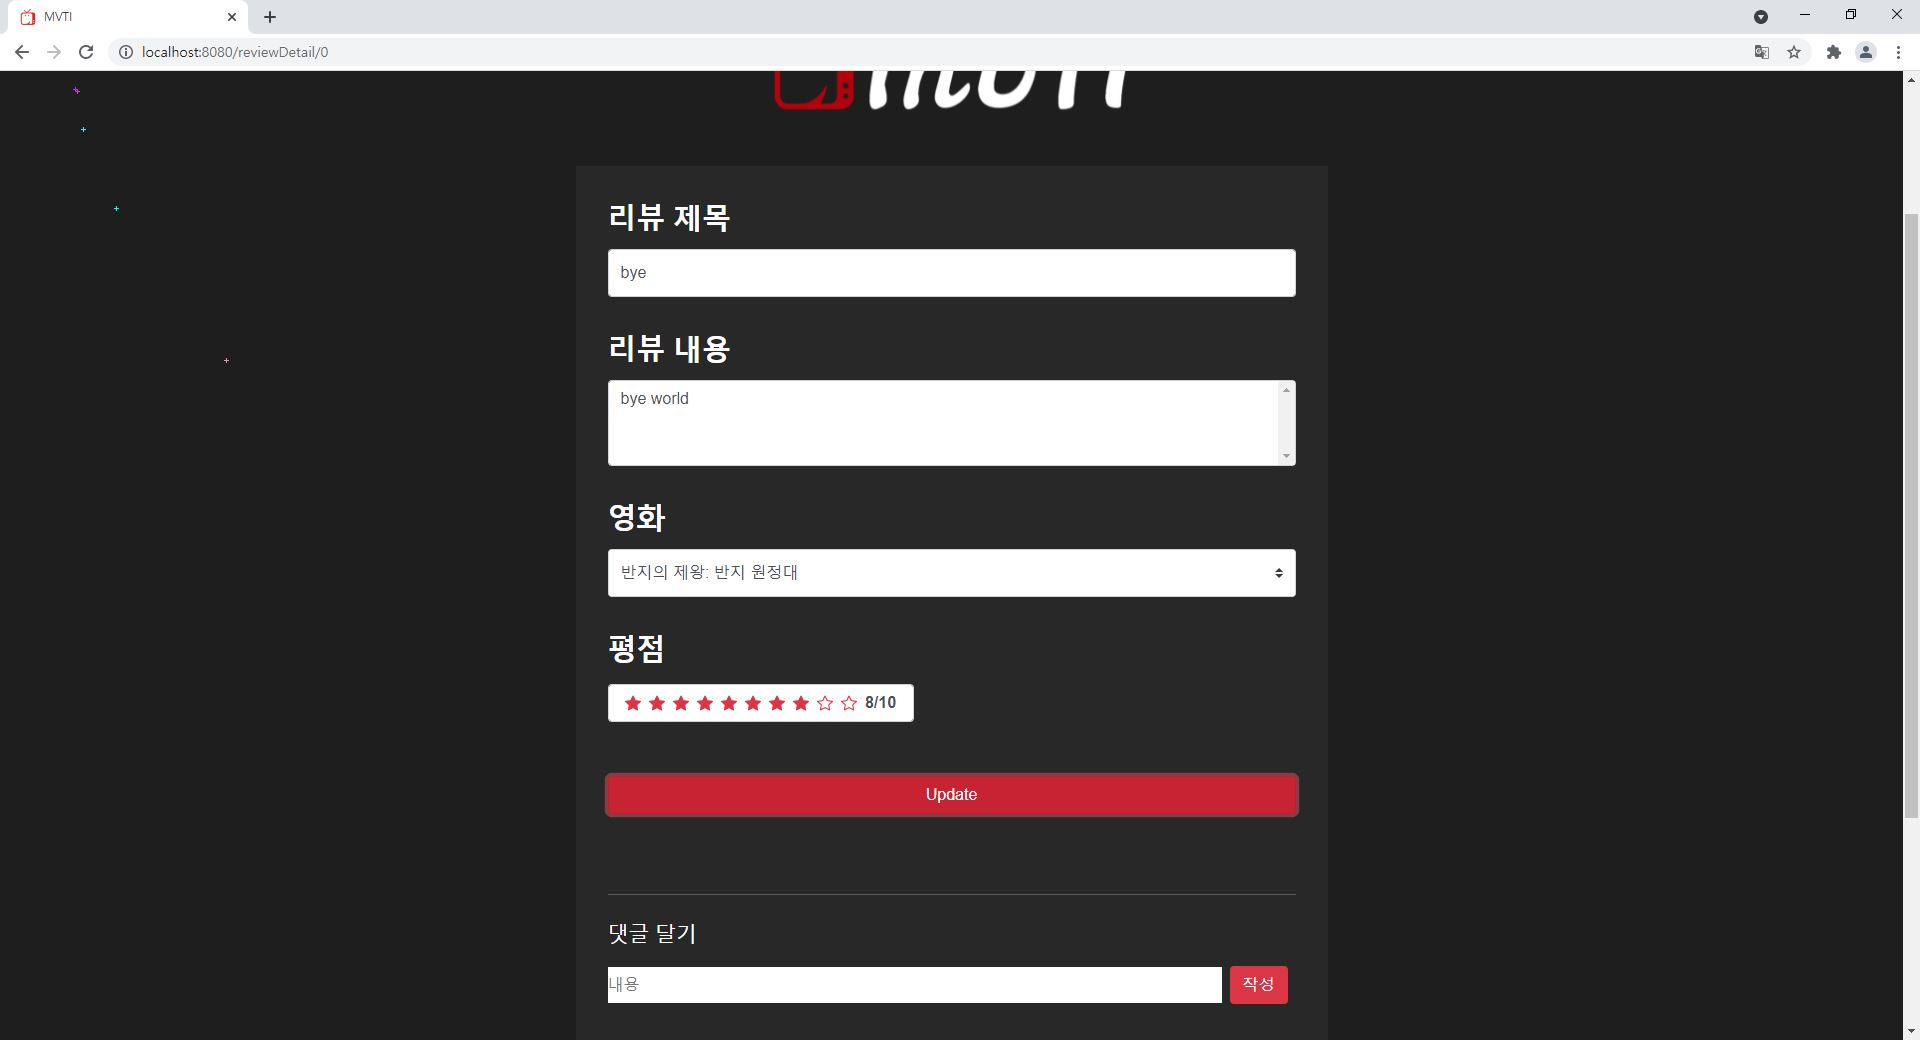 MVTI
localhost:8080/reviewDetail/0
mvTI
리뷰 제목
bye
리뷰 내용
bye world
영화
반지의 제왕: 반지 원정대
평점
8/10
Update
댓글 달기
내용
작성